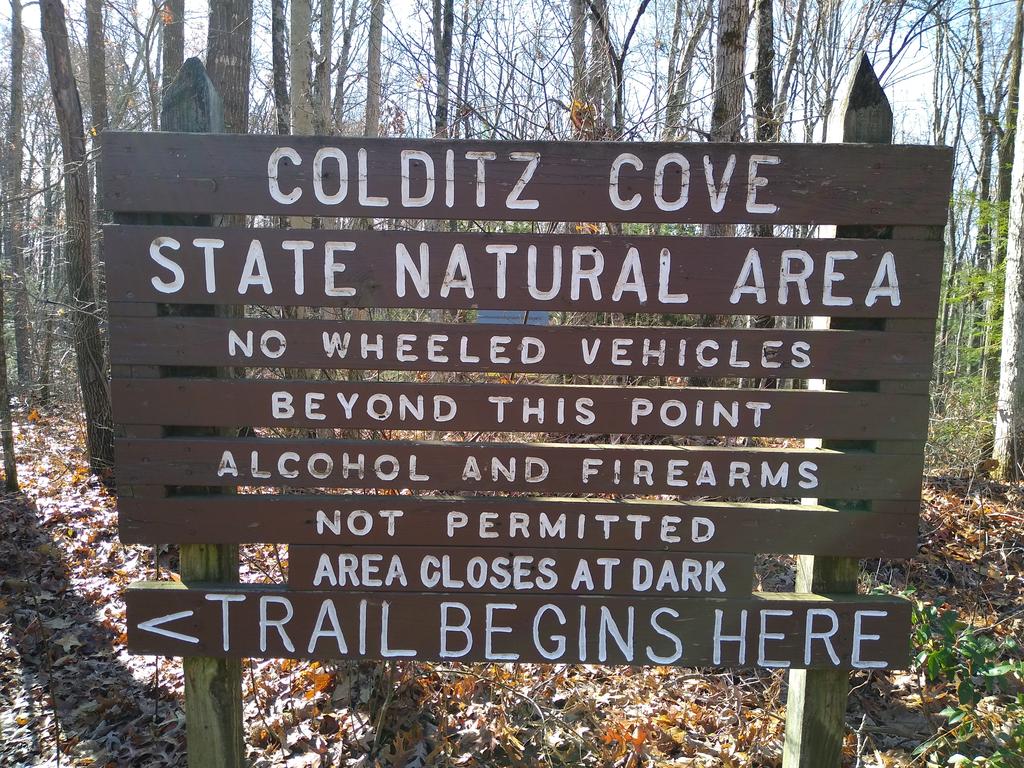 COLDITZ COVE
STATE NATURAL AREA
NO WHEELED VEHICLES
BEYOND THIS POINT
ALCOHOL AND FIREARMS
NOT PERMITTED
AREA CLOSES AT DARK
<TRAIL BEGINS HERE